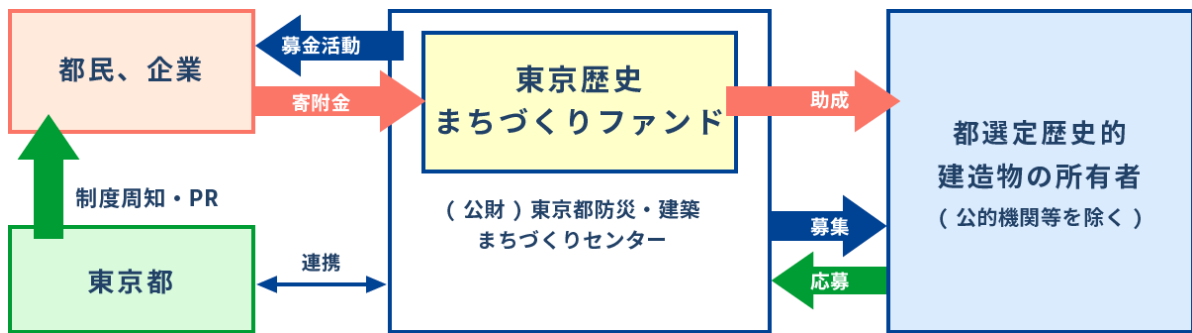 都民、企業
募金活動
寄附金
東京歴史
まちづくりファンド
助成
都選定歴史的
建造物の所有者
( 公的機関等を除く )
制度周知・PR
( 公財 ) 東京都防災・建築
まちづくりセンター
募集
応募
東京都
連携